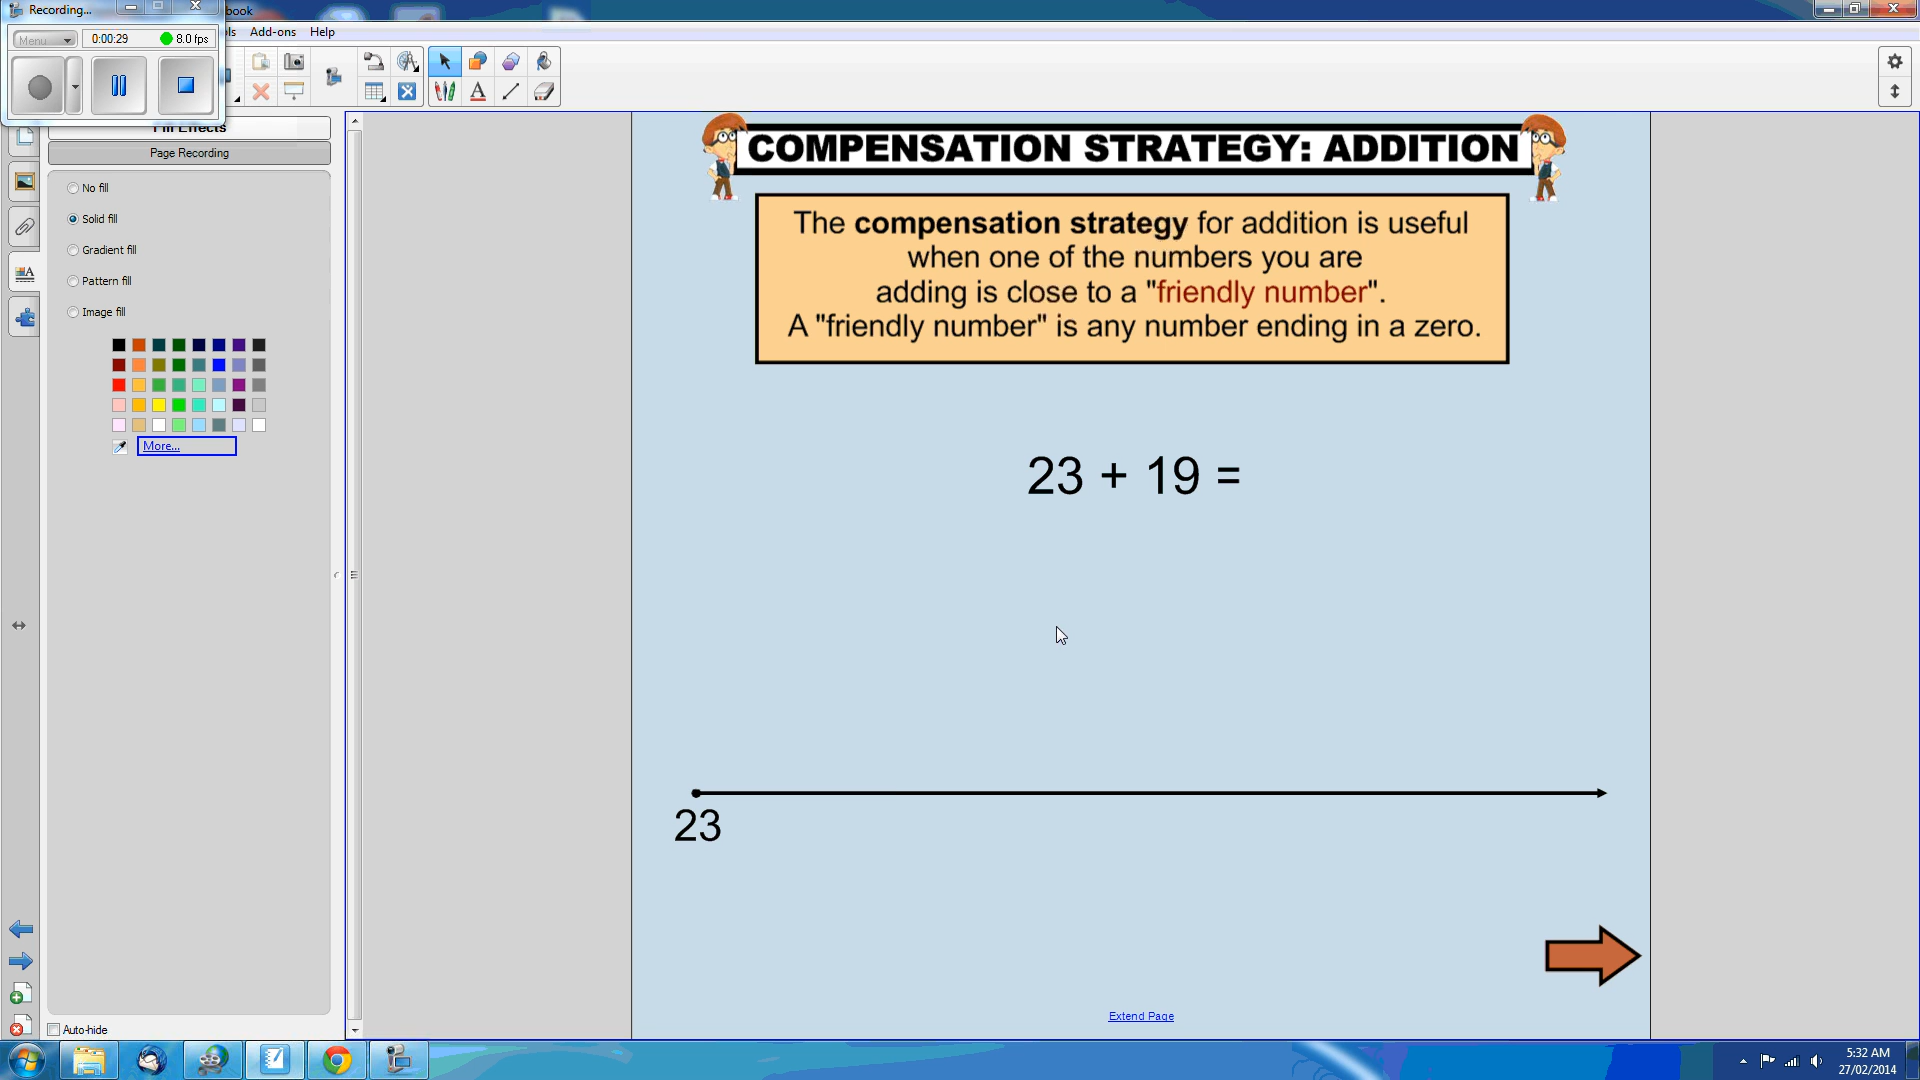 Recording...
book
Menu
0:00:29
8.0 fps
ls
Add-ons
Help
Fill Effects
Page Recording
No fill
Solid fill
Gradient fill
Pattern fill
Image fill
More...
Auto-hide
COMPENSATION STRATEGY: ADDITION
The compensation strategy for addition is useful
when one of the numbers you are
adding is close to a "friendly number".
A "friendly number" is any number ending in a zero.
23 + 19 =
23
Extend Page
5:32 AM
27/02/2014